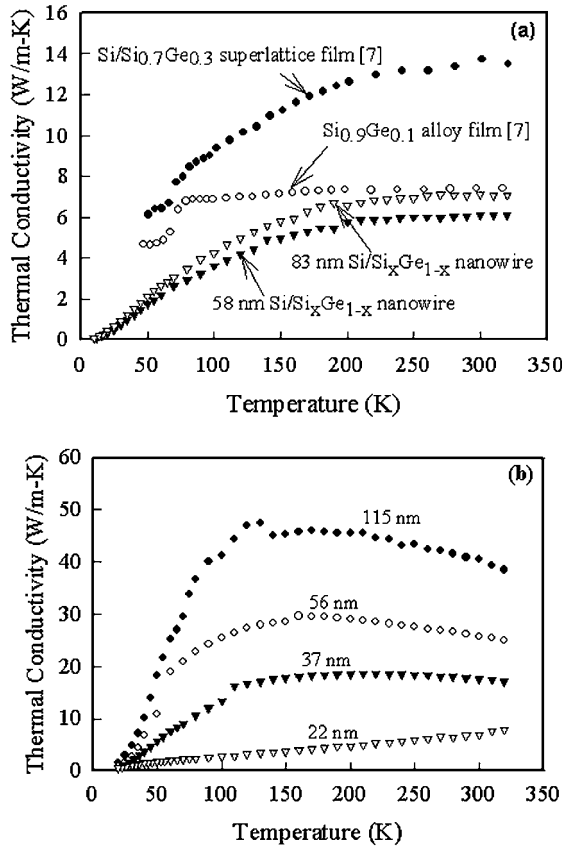 (a)
Thermal Conductivity (W/m-K)
16
14
12
10
8
6
4
2
0
Si/Si0.7Ge0.3 superlattice film [7]
Si0.9Ge0.1 alloy film [7]
83 nm Si/SixGe1-x nanowire
58 nm Si/SixGe1-x nanowire
0 50 100 150 200 250 300 350
Temperature (K)
(b)
Thermal Conductivity (W/m-K)
60
50
40
30
20
10
0
115 nm
56 nm
37 nm
22 nm
0 50 100 150 200 250 300 350
Temperature (K)